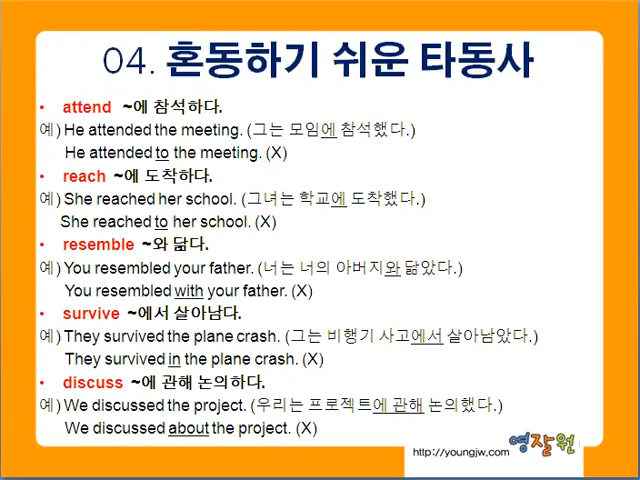 04. 혼동하기 쉬운 타동사
• attend ~에 참석하다.
예) He attended the meeting. (그는 모임에 참석했다.)
He attended to the meeting. (X)
• reach ~에 도착하다.
예) She reached her school. (그녀는 학교에 도착했다.)
She reached to her school. (X)
• resemble ~와 닮다.
예) You resembled your father. (너는 너의 아버지와 닮았다.)
You resembled with your father. (X)
• survive ~에서 살아남다.
예) They survived the plane crash. (그는 비행기 사고에서 살아남았다.)
They survived in the plane crash. (X)
• discuss ~에 관해 논의하다.
예) We discussed the project. (우리는 프로젝트에 관해 논의했다.)
We discussed about the project. (X)
http://youngjw.com 영잘원